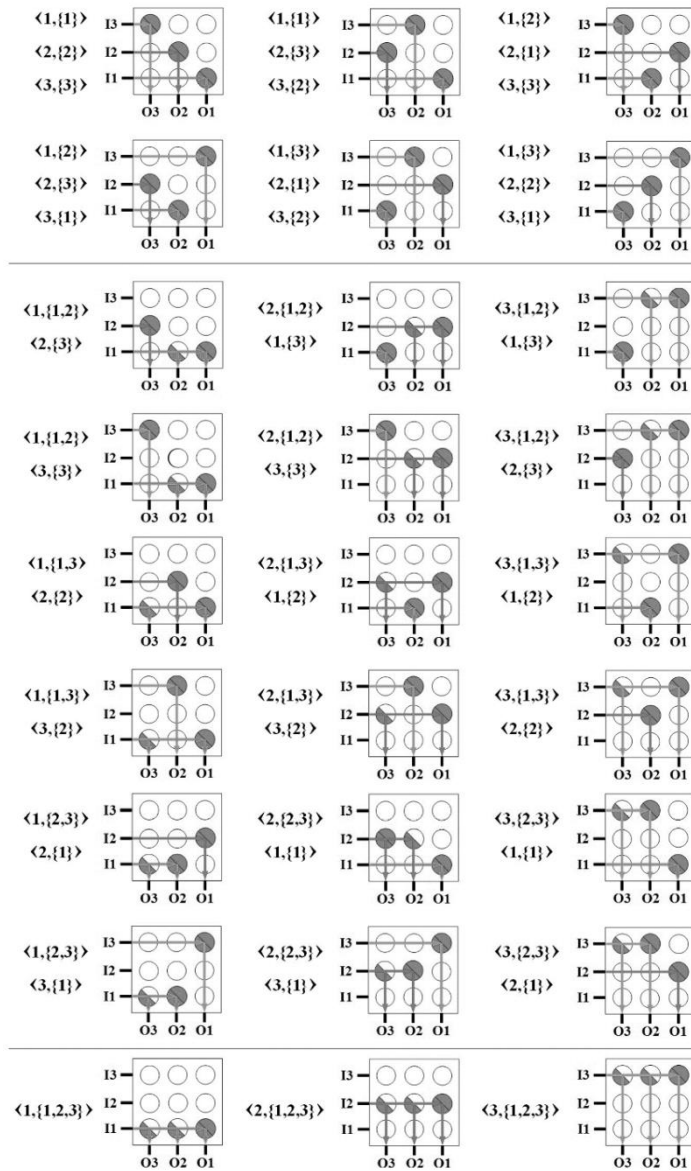 ⟨1,{1}⟩
⟨2,{2}⟩
⟨3,{3}⟩
I3
I2
I1
O3 O2 O1
⟨1,{1}⟩
⟨2,{3}⟩
⟨3,{2}⟩
I3
I2
I1
O3 O2 O1
⟨1,{2}⟩
⟨2,{1}⟩
⟨3,{3}⟩
I3
I2
I1
O3 O2 O1
⟨1,{2}⟩
⟨2,{3}⟩
⟨3,{1}⟩
I3
I2
I1
O3 O2 O1
⟨1,{3}⟩
⟨2,{1}⟩
⟨3,{2}⟩
I3
I2
I1
O3 O2 O1
⟨1,{3}⟩
⟨2,{2}⟩
⟨3,{1}⟩
I3
I2
I1
O3 O2 O1
⟨1,{1,2}⟩
⟨2,{3}⟩
I3
I2
I1
O3 O2 O1
⟨2,{1,2}⟩
⟨1,{3}⟩
I3
I2
I1
O3 O2 O1
⟨3,{1,2}⟩
⟨1,{3}⟩
I3
I2
I1
O3 O2 O1
⟨1,{1,2}⟩
⟨3,{3}⟩
I3
I2
I1
O3 O2 O1
⟨2,{1,2}⟩
⟨3,{3}⟩
I3
I2
I1
O3 O2 O1
⟨3,{1,2}⟩
⟨2,{3}⟩
I3
I2
I1
O3 O2 O1
⟨1,{1,3⟩
⟨2,{2}⟩
I3
I2
I1
O3 O2 O1
⟨2,{1,3}⟩
⟨1,{2}⟩
I3
I2
I1
O3 O2 O1
⟨3,{1,3}⟩
⟨1,{2}⟩
I3
I2
I1
O3 O2 O1
⟨1,{1,3}⟩
⟨3,{2}⟩
I3
I2
I1
O3 O2 O1
⟨2,{1,3}⟩
⟨3,{2}⟩
I3
I2
I1
O3 O2 O1
⟨3,{1,3}⟩
⟨2,{2}⟩
I3
I2
I1
O3 O2 O1
⟨1,{2,3}⟩
⟨2,{1}⟩
I3
I2
I1
O3 O2 O1
⟨2,{2,3}⟩
⟨1,{1}⟩
I3
I2
I1
O3 O2 O1
⟨3,{2,3}⟩
⟨1,{1}⟩
I3
I2
I1
O3 O2 O1
⟨1,{2,3}⟩
⟨3,{1}⟩
I3
I2
I1
O3 O2 O1
⟨2,{2,3}⟩
⟨3,{1}⟩
I3
I2
I1
O3 O2 O1
⟨3,{2,3}⟩
⟨2,{1}⟩
I3
I2
I1
O3 O2 O1
⟨1,{1,2,3}⟩
I3
I2
I1
O3 O2 O1
⟨2,{1,2,3}⟩
I3
I2
I1
O3 O2 O1
⟨3,{1,2,3}⟩
I3
I2
I1
O3 O2 O1